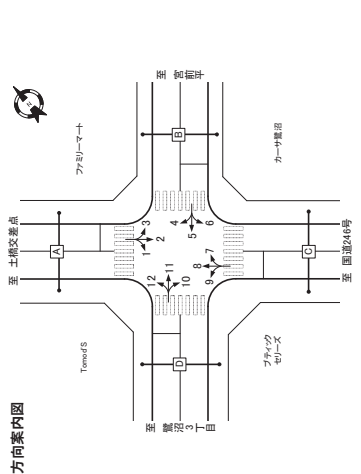 方向案内図
至 土橋交差点
ファミリーマート
Tomod'S
N
A
1
2
3
4
5
6
7
8
9
10
11
12
B
C
D
至 宮前平
至 鷺沼3丁目
カーサ鷺沼
ブティック
セリーズ
至 国道246号